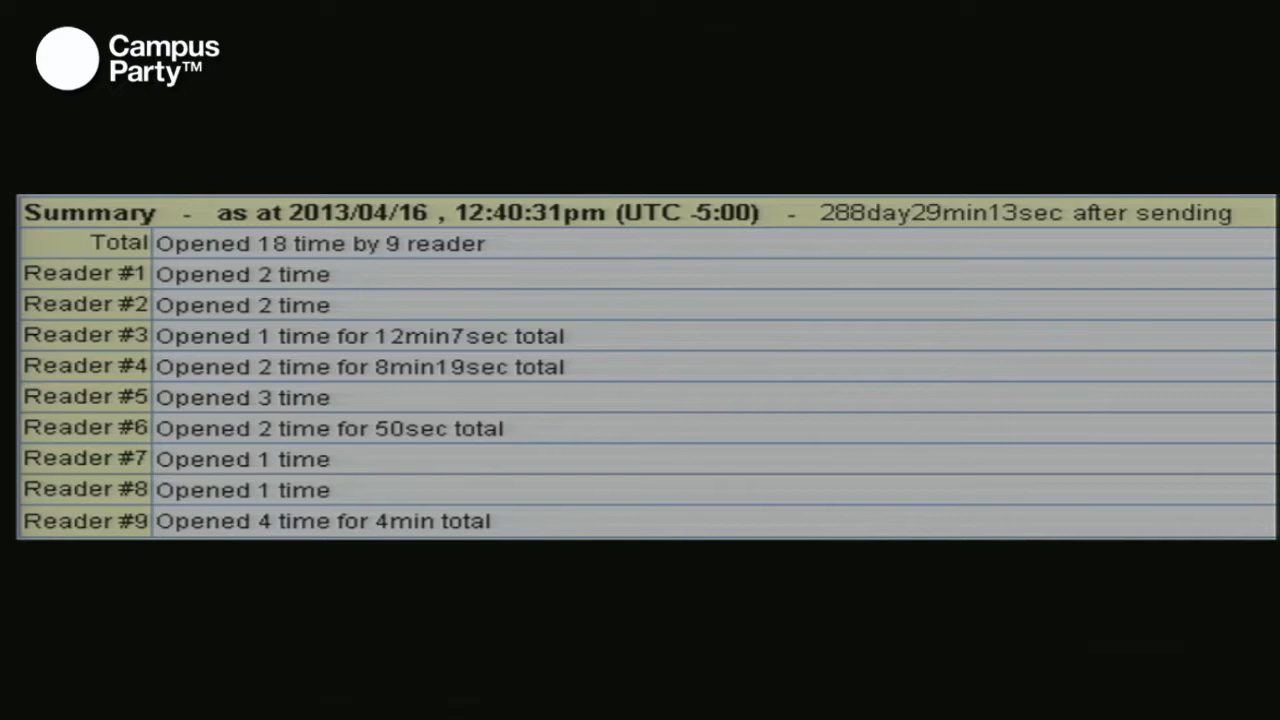 Campus
Party™
Summary - as at 2013/04/16 , 12:40:31pm (UTC -5:00) - 288day29min13sec after sending
Total Opened 18 time by 9 reader
Reader #1 Opened 2 time
Reader #2 Opened 2 time
Reader #3 Opened 1 time for 12min7sec total
Reader #4 Opened 2 time for 8min19sec total
Reader #5 Opened 3 time
Reader #6 Opened 2 time for 50sec total
Reader #7 Opened 1 time
Reader #8 Opened 1 time
Reader #9 Opened 4 time for 4min total